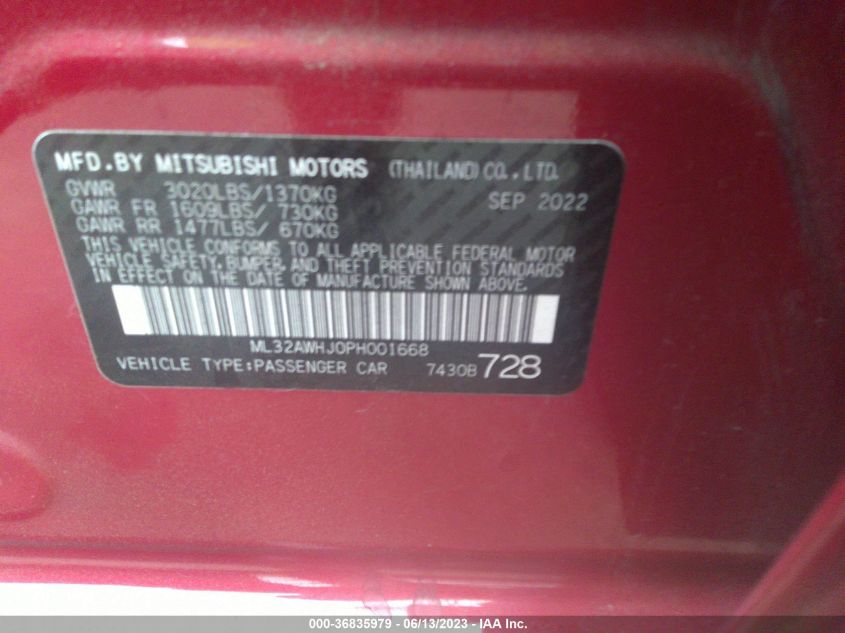 MFD.BY MITSUBISHI MOTORS (THAILAND) CO.,LTD.
GVWR 3020LBS/1370KG SEP 2022
GAWR FR 1609LBS/ 730KG
GAWR RR 1477LBS/ 670KG
THIS VEHICLE CONFORMS TO ALL APPLICABLE FEDERAL MOTOR
VEHICLE SAFETY,BUMPER,AND THEFT PREVENTION STANDARDS
IN EFFECT ON THE DATE OF MANUFACTURE SHOWN ABOVE.
ML32AWHJ0PH001668
VEHICLE TYPE:PASSENGER CAR 7430B728
000-36835979 - 06/13/2023 - IAA Inc.